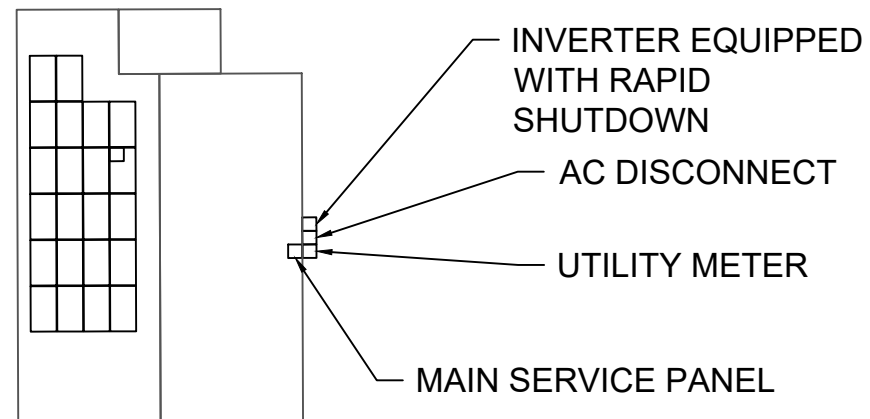 INVERTER EQUIPPED
WITH RAPID
SHUTDOWN
AC DISCONNECT
UTILITY METER
MAIN SERVICE PANEL